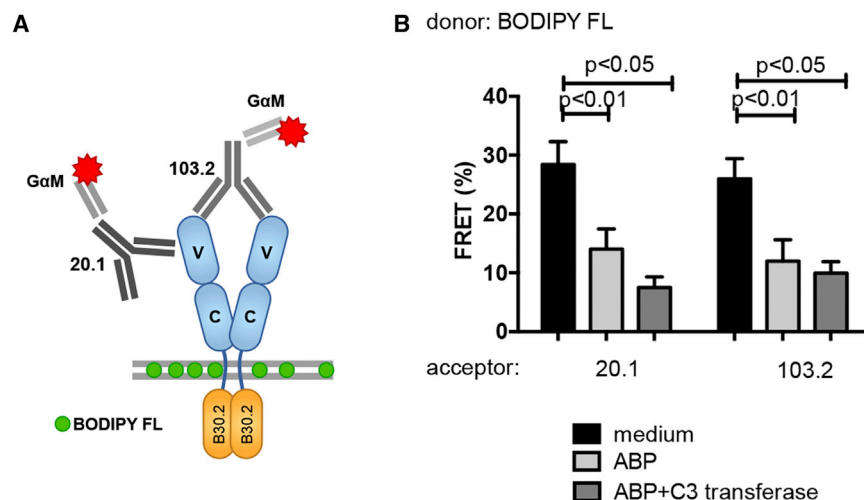 A
GαM
GαM
103.2
20.1
V
V
C
C
B30.2
B30.2
BODIPY FL
B
donor: BODIPY FL
p<0.05
p<0.01
p<0.05
p<0.01
FRET (%)
40
30
20
10
0
acceptor:
20.1
103.2
medium
ABP
ABP+C3 transferase